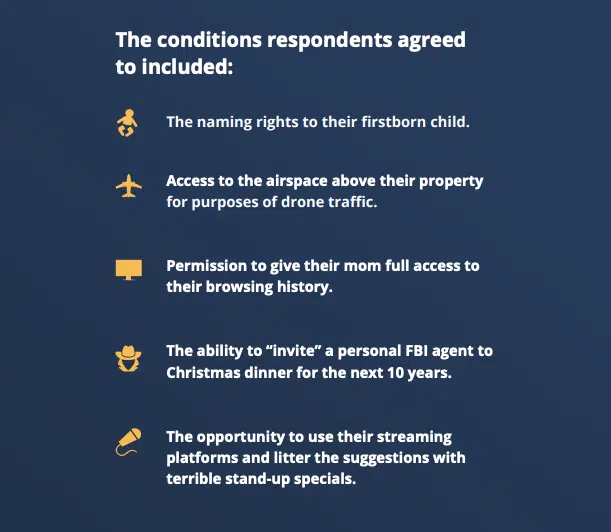 The conditions respondents agreed
to included:
The naming rights to their firstborn child.
Access to the airspace above their property
for purposes of drone traffic.
Permission to give their mom full access to
their browsing history.
The ability to “invite” a personal FBI agent to
Christmas dinner for the next 10 years.
The opportunity to use their streaming
platforms and litter the suggestions with
terrible stand-up specials.